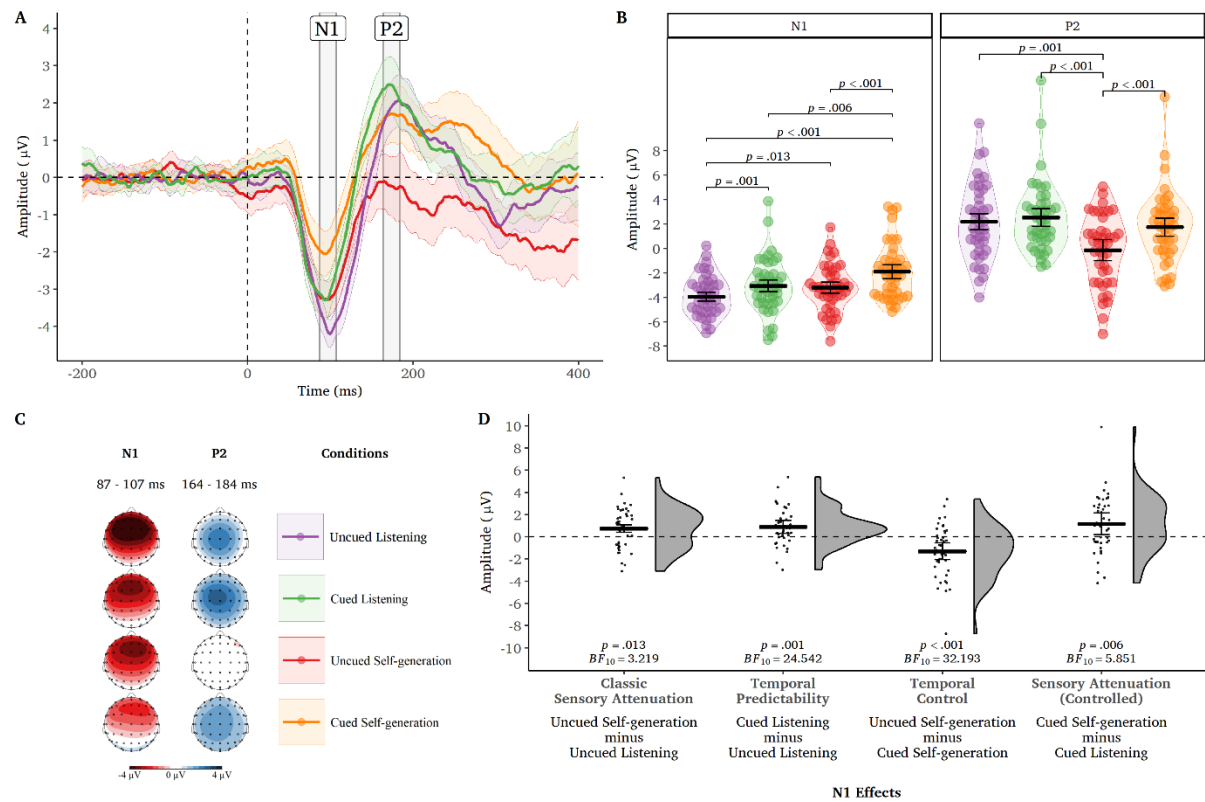 A
N1
P2
4
3
2
1
0
-1
-2
-3
-4
Amplitude ( µV)
-200
0
200
400
Time (ms)
B
N1
P2
p < .001
p = .006
p < .001
p = .013
p = .001
p = .001
p < .001
p < .001
8
6
4
2
0
-2
-4
-6
-8
Amplitude ( µV)
C
N1 P2 Conditions
87 - 107 ms 164 - 184 ms
Uncued Listening
Cued Listening
Uncued Self-generation
Cued Self-generation
-4 µV 0 µV 4 µV
D
10
8
6
4
2
0
-2
-4
-6
-8
-10
Amplitude ( µV)
p = .013 p = .001 p < .001 p = .006
BF10 = 3.219 BF10 = 24.542 BF10 = 32.193 BF10 = 5.851
Classic Temporal Temporal Sensory Attenuation
Sensory Attenuation Predictability Control (Controlled)
Uncued Self-generation Cued Listening Uncued Self-generation Cued Self-generation
minus minus minus minus
Uncued Listening Uncued Listening Cued Self-generation Cued Listening
N1 Effects